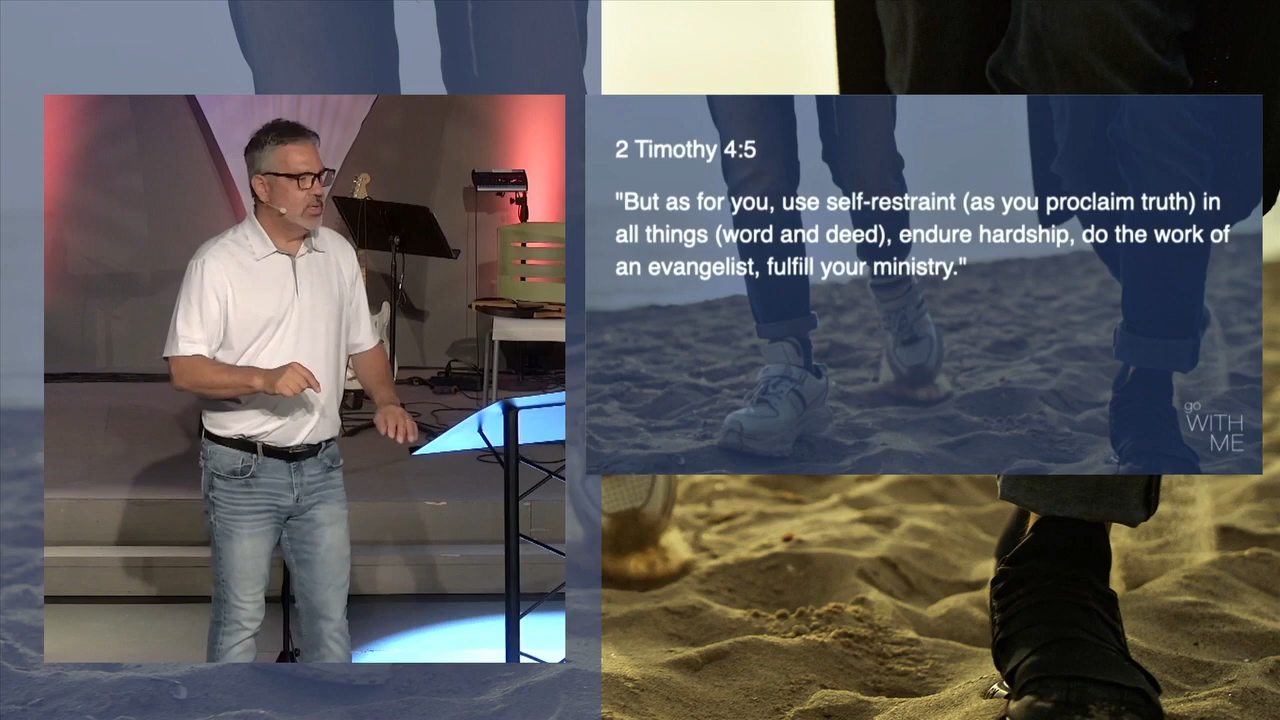 2 Timothy 4:5
"But as for you, use self-restraint (as you proclaim truth) in
all things (word and deed), endure hardship, do the work of
an evangelist, fulfill your ministry."
go
WITH
ME